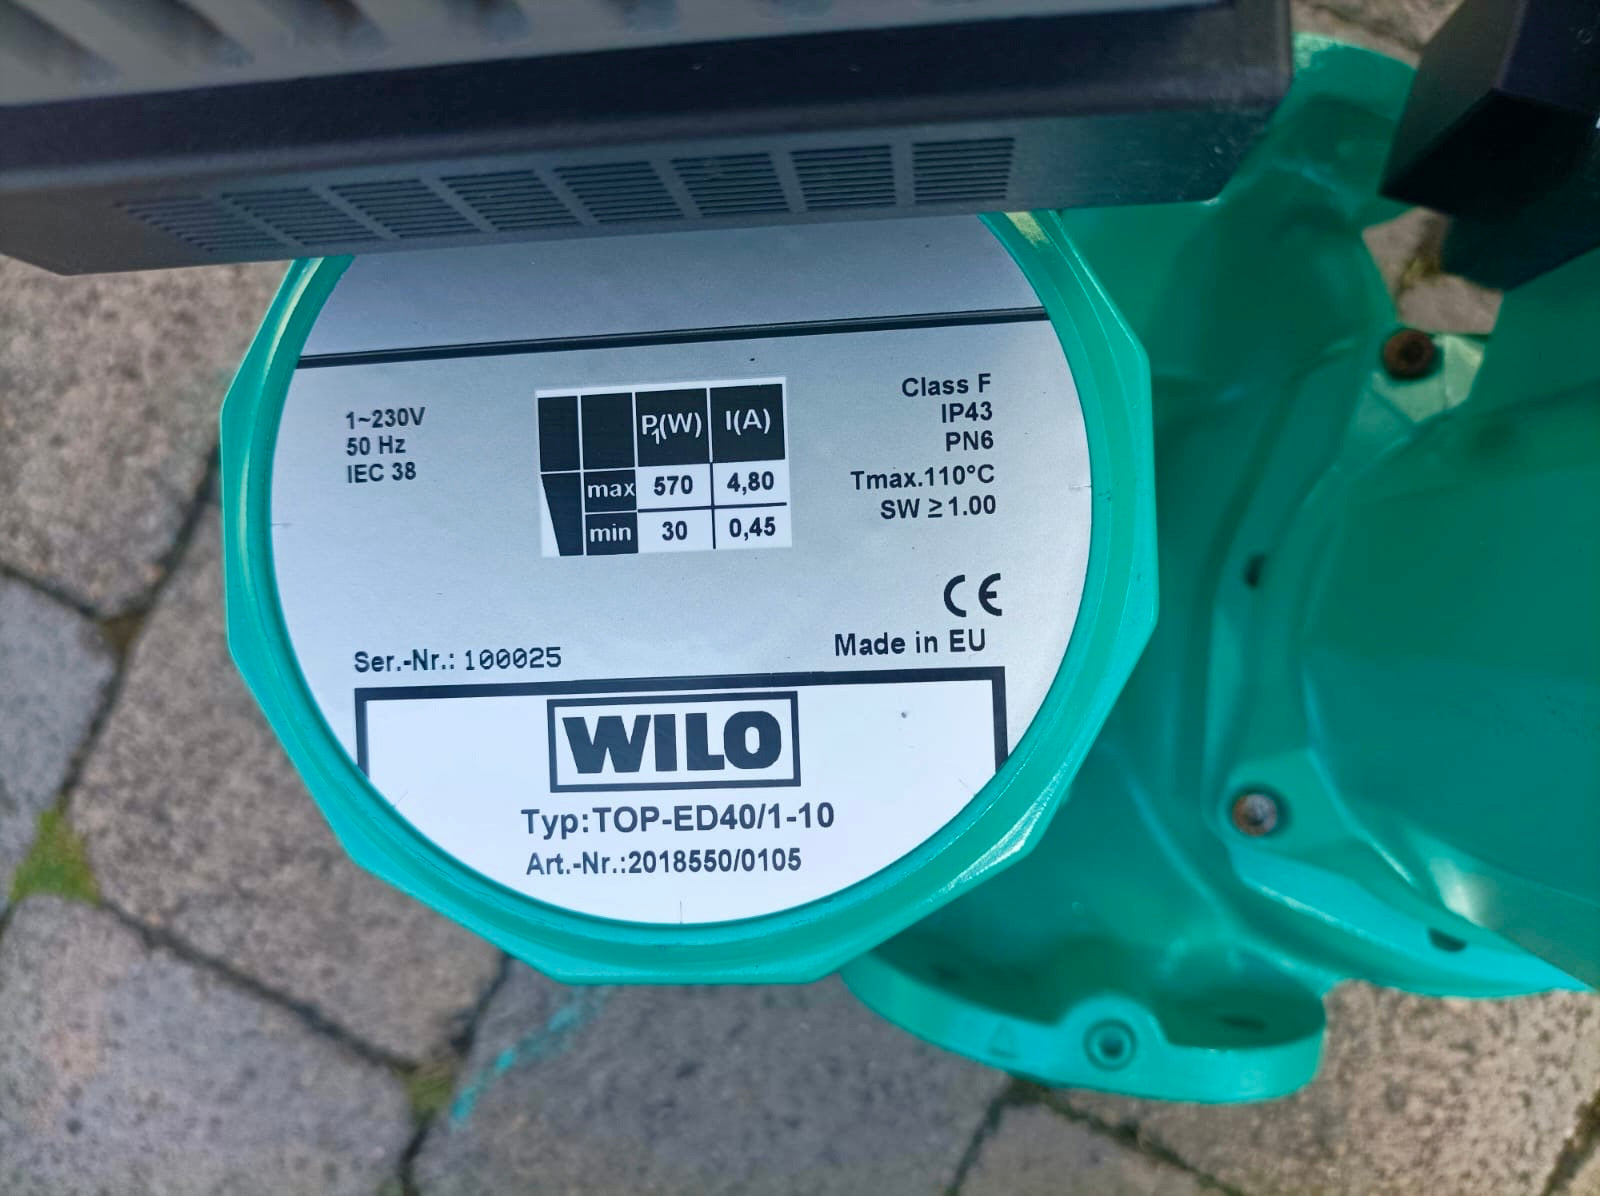 1~230V
50 Hz
IEC 38
P₁(W) I(A)
max 570 4,80
min 30 0,45
Class F
IP43
PN6
Tmax.110°C
SW ≥ 1.00
CE
Made in EU
Ser.-Nr.: 100025
WILO
Typ:TOP-ED40/1-10
Art.-Nr.:2018550/0105